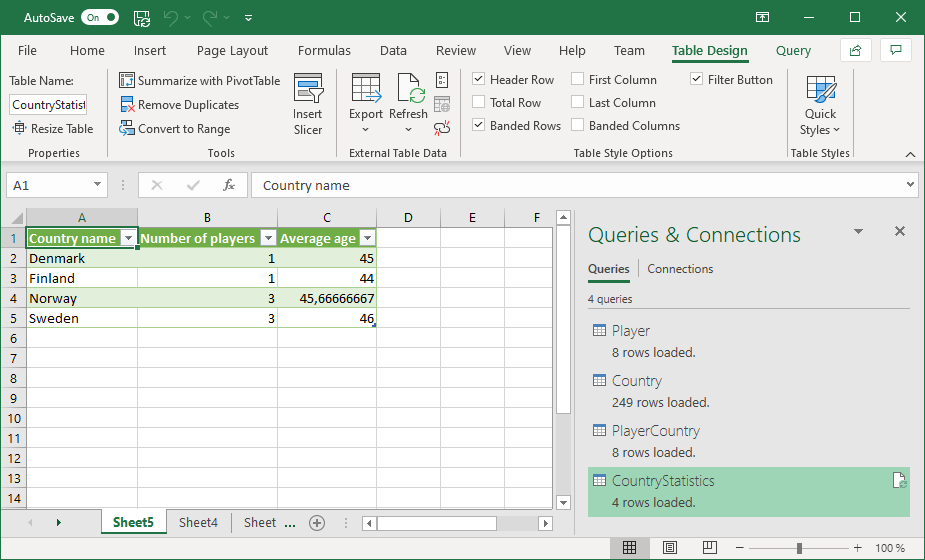 AutoSave On
File Home Insert Page Layout Formulas Data Review View Help Team Table Design Query
Table Name:
CountryStatist
Resize Table
Properties
Summarize with PivotTable
Remove Duplicates
Convert to Range
Insert
Slicer
Tools
Export Refresh
External Table Data
Header Row First Column Filter Button
Total Row Last Column
Banded Rows Banded Columns
Table Style Options
Quick
Styles
Table Styles
A1 fx Country name
A B C D E F
1 Country name Number of players Average age
2 Denmark 1 45
3 Finland 1 44
4 Norway 3 45,66666667
5 Sweden 3 46
6
7
8
9
10
11
12
13
14
Queries & Connections
Queries Connections
4 queries
Player
8 rows loaded.
Country
249 rows loaded.
PlayerCountry
8 rows loaded.
CountryStatistics
4 rows loaded.
Sheet5 Sheet4 Sheet ...
100 %